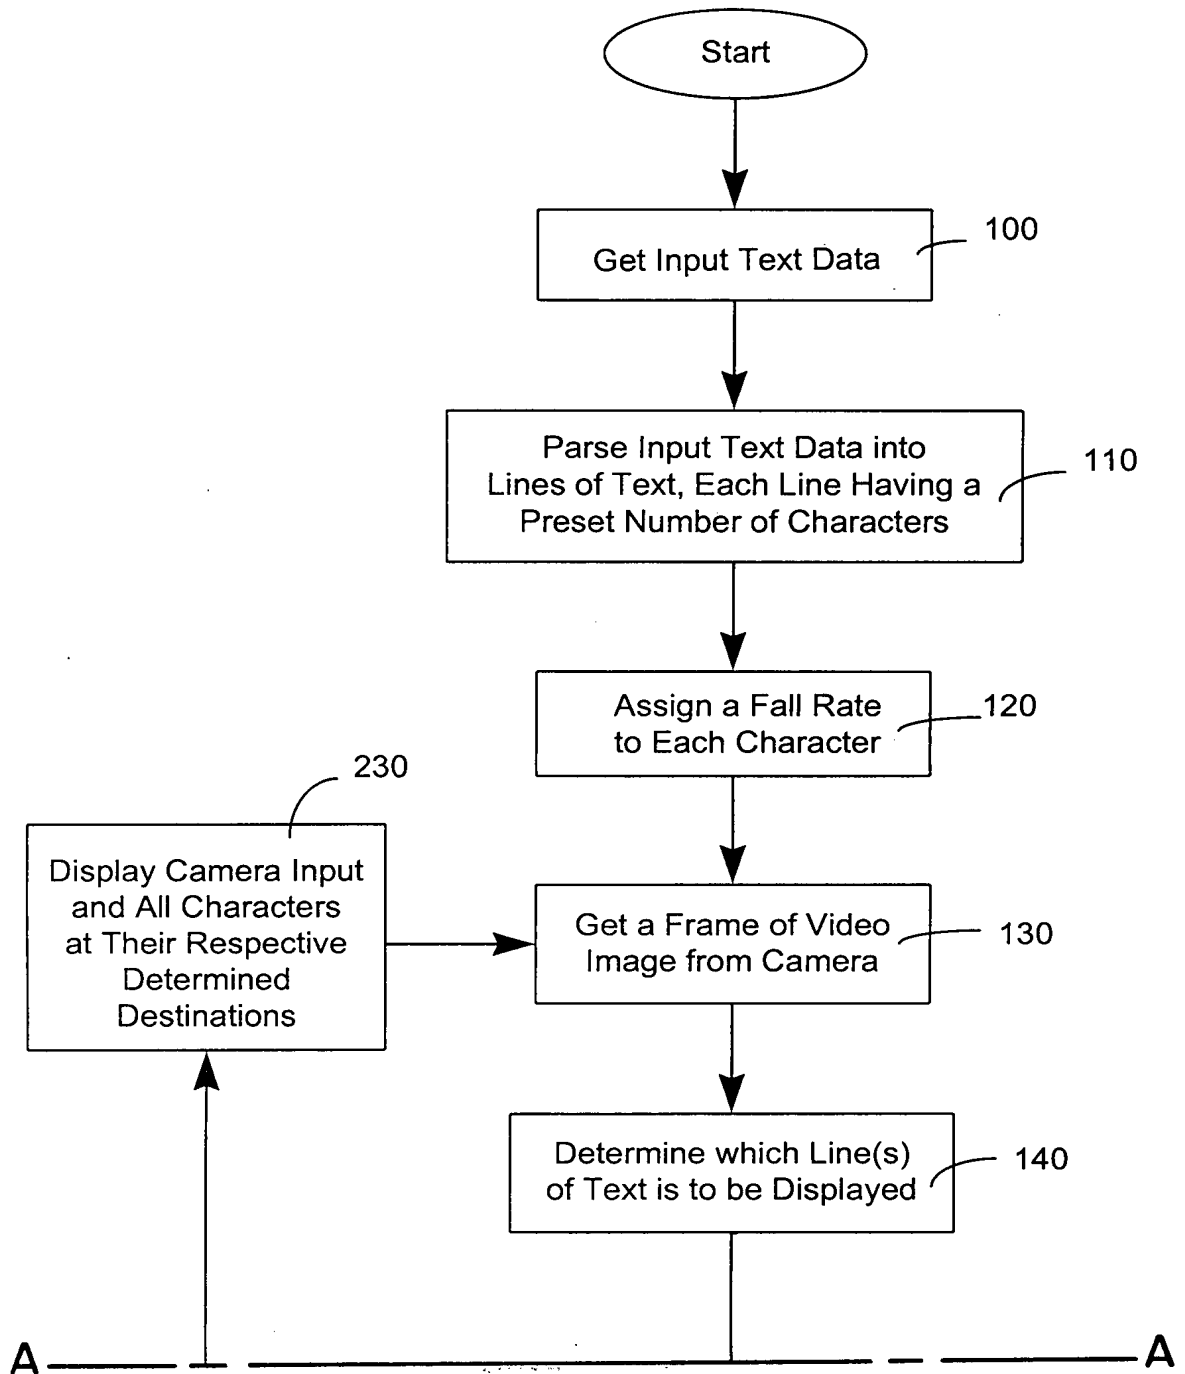 Start
100
Get Input Text Data
Parse Input Text Data into
Lines of Text, Each Line Having a
Preset Number of Characters
110
Assign a Fall Rate
to Each Character
120
230
Display Camera Input
and All Characters
at Their Respective
Determined
Destinations
Get a Frame of Video
Image from Camera
130
Determine which Line(s)
of Text is to be Displayed
140
A
A